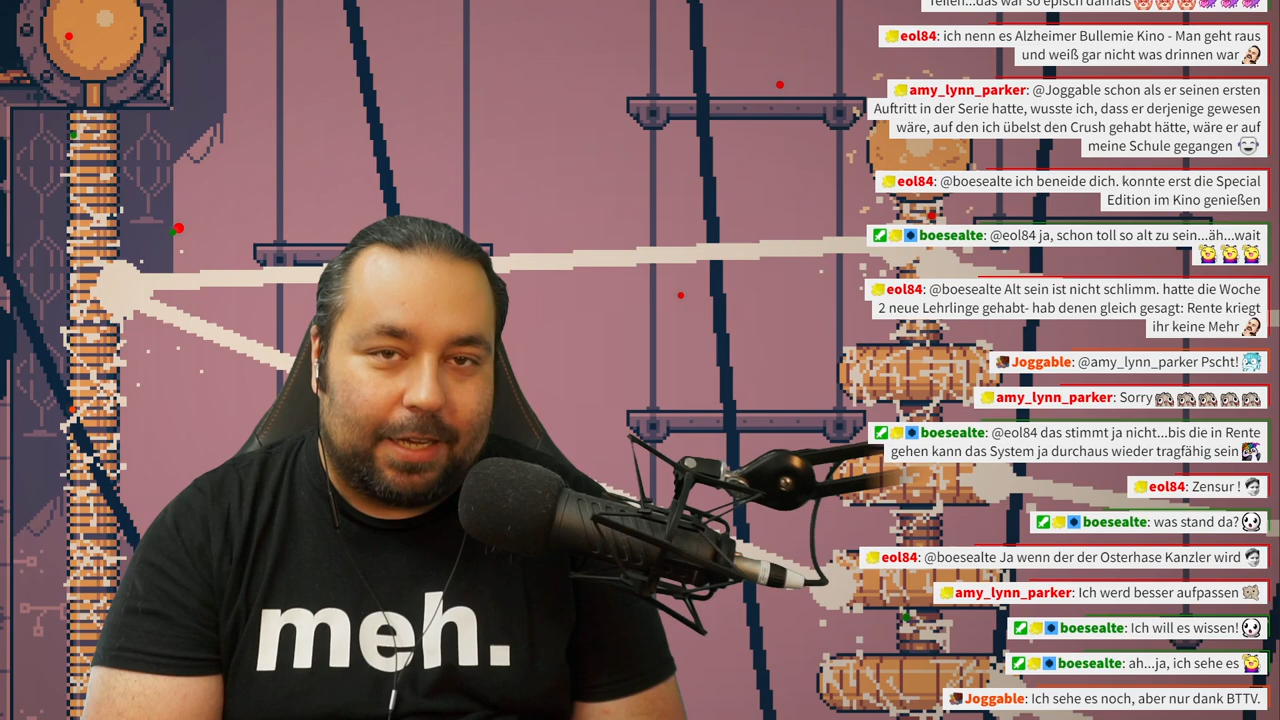 Teilen...das war so episch damals
eol84: ich nenn es Alzheimer Bullemie Kino - Man geht raus
und weiß gar nicht was drinnen war
amy_lynn_parker: @Joggable schon als er seinen ersten
Auftritt in der Serie hatte, wusste ich, dass er derjenige gewesen
wäre, auf den ich übelst den Crush gehabt hätte, wäre er auf
meine Schule gegangen
eol84: @boesealte ich beneide dich. konnte erst die Special
Edition im Kino genießen
boesealte: @eol84 ja, schon toll so alt zu sein...äh...wait
eol84: @boesealte Alt sein ist nicht schlimm. hatte die Woche
2 neue Lehrlinge gehabt- hab denen gleich gesagt: Rente kriegt
ihr keine Mehr
Joggable: @amy_lynn_parker Pscht!
amy_lynn_parker: Sorry
boesealte: @eol84 das stimmt ja nicht...bis die in Rente
gehen kann das System ja durchaus wieder tragfähig sein
eol84: Zensur !
boesealte: was stand da?
eol84: @boesealte Ja wenn der der Osterhase Kanzler wird
amy_lynn_parker: Ich werd besser aufpassen
boesealte: Ich will es wissen!
boesealte: ah...ja, ich sehe es
Joggable: Ich sehe es noch, aber nur dank BTTV.
meh.